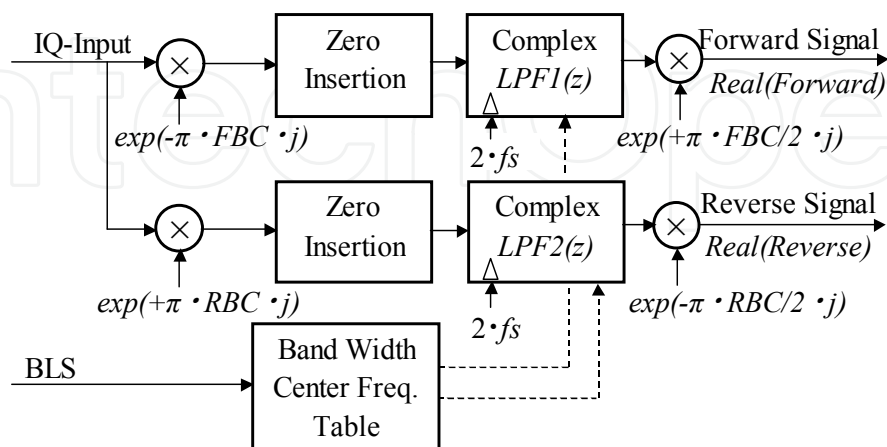 IQ-Input
×
Zero
Insertion
Complex
LPF1(z)
×
Forward Signal
Real(Forward)
exp(-π・FBC・j)
2・fs
exp(+π・FBC/2・j)
×
Zero
Insertion
Complex
LPF2(z)
×
Reverse Signal
Real(Reverse)
exp(+π・RBC・j)
2・fs
exp(-π・RBC/2・j)
BLS
Band Width
Center Freq.
Table